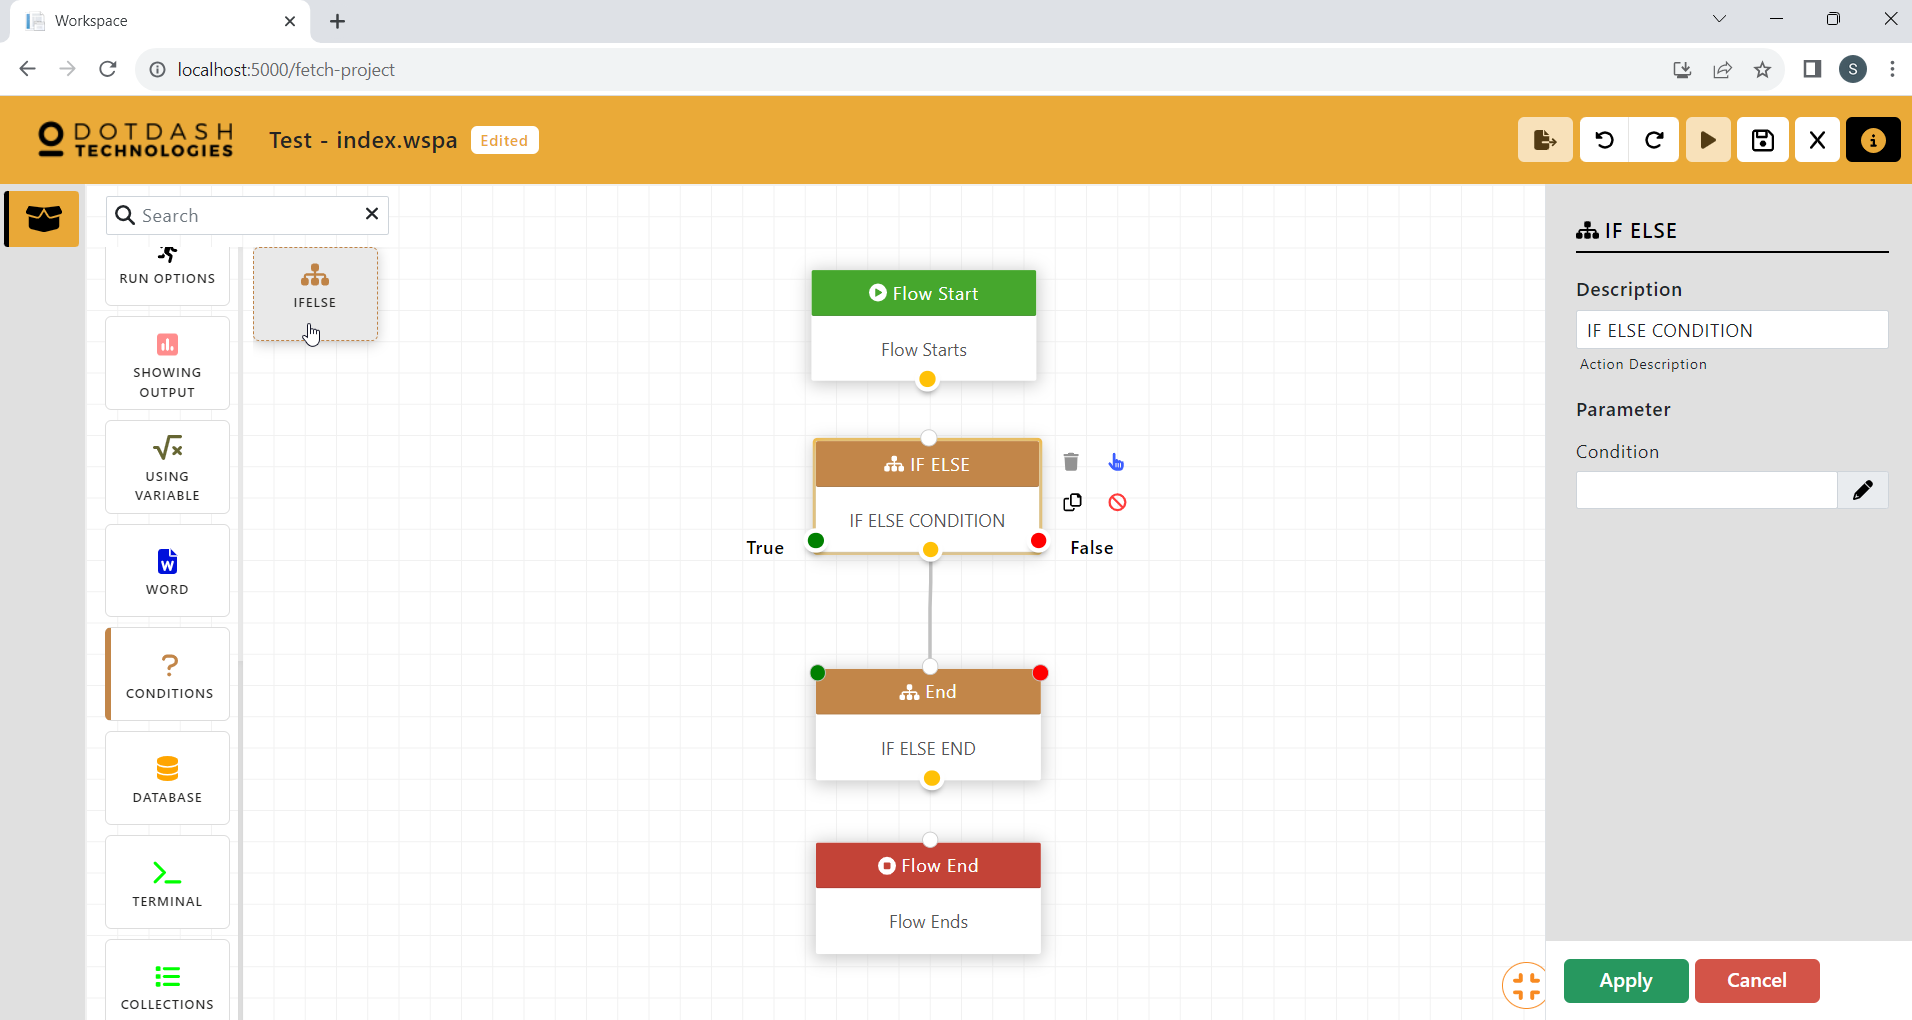 Workspace
localhost:5000/fetch-project
S
DOTDASH
TECHNOLOGIES
Test - index.wspa
Edited
Search
RUN OPTIONS
IFELSE
SHOWING
OUTPUT
USING
VARIABLE
WORD
CONDITIONS
DATABASE
TERMINAL
COLLECTIONS
Flow Start
Flow Starts
IF ELSE
IF ELSE CONDITION
True
False
End
IF ELSE END
Flow End
Flow Ends
IF ELSE
Description
IF ELSE CONDITION
Action Description
Parameter
Condition
Apply
Cancel